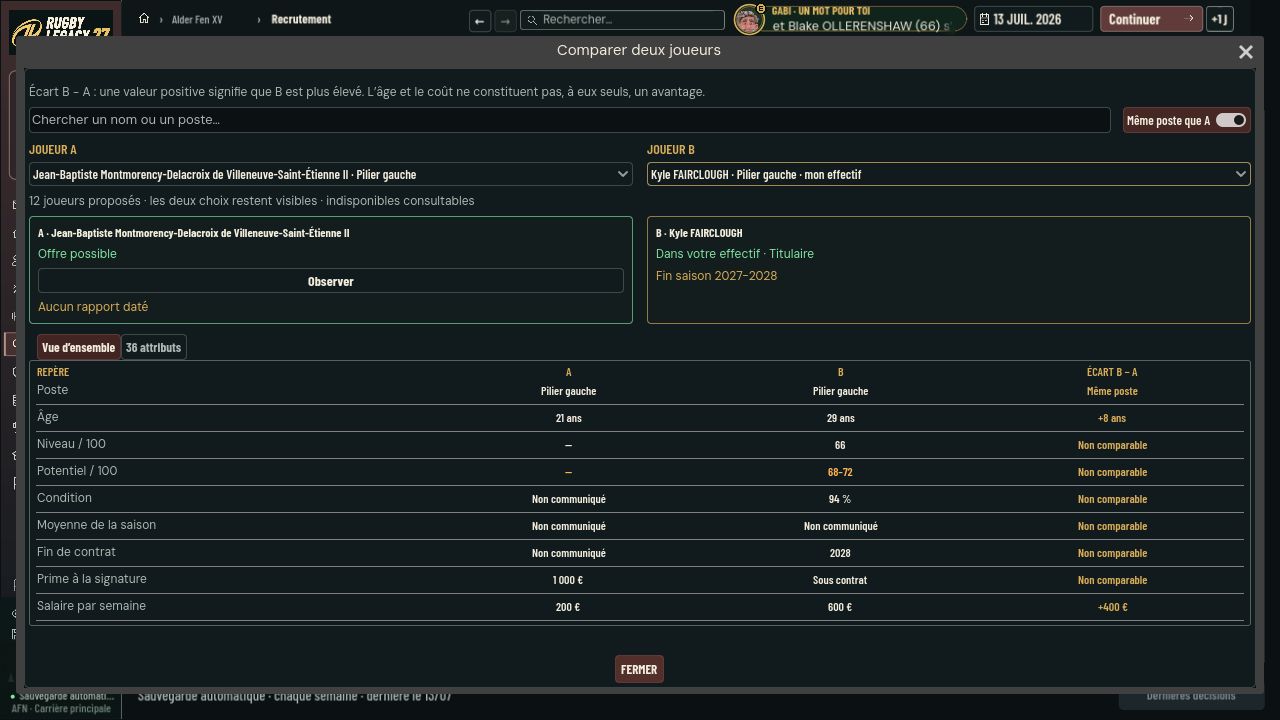 RUGBY
LEGACY 27
Alder Fen XV
Recrutement
Rechercher...
GABI · UN MOT POUR TOI
et Blake OLLERENSHAW (66) s
13 JUIL. 2026
Continuer
+1 J
Comparer deux joueurs
Écart B – A : une valeur positive signifie que B est plus élevé. L'âge et le coût ne constituent pas, à eux seuls, un avantage.
Chercher un nom ou un poste...
Même poste que A
JOUEUR A
JOUEUR B
Jean-Baptiste Montmorency-Delacroix de Villeneuve-Saint-Étienne II · Pilier gauche
Kyle FAIRCLOUGH · Pilier gauche · mon effectif
12 joueurs proposés · les deux choix restent visibles · indisponibles consultables
A · Jean-Baptiste Montmorency-Delacroix de Villeneuve-Saint-Étienne II
Offre possible
Observer
Aucun rapport daté
B · Kyle FAIRCLOUGH
Dans votre effectif · Titulaire
Fin saison 2027-2028
Vue d'ensemble
36 attributs
REPÈRE A B ÉCART B – A
Poste Pilier gauche Pilier gauche Même poste
Âge 21 ans 29 ans +8 ans
Niveau / 100 — 66 Non comparable
Potentiel / 100 — 68-72 Non comparable
Condition Non communiqué 94 % Non comparable
Moyenne de la saison Non communiqué Non communiqué Non comparable
Fin de contrat Non communiqué 2028 Non comparable
Prime à la signature 1 000 € Sous contrat Non comparable
Salaire par semaine 200 € 600 € +400 €
FERMER
Sauvegarde automati...
AFN · Carrière principale
Sauvegarde automatique · chaque semaine · dernière le 13/07
Dernières décisions